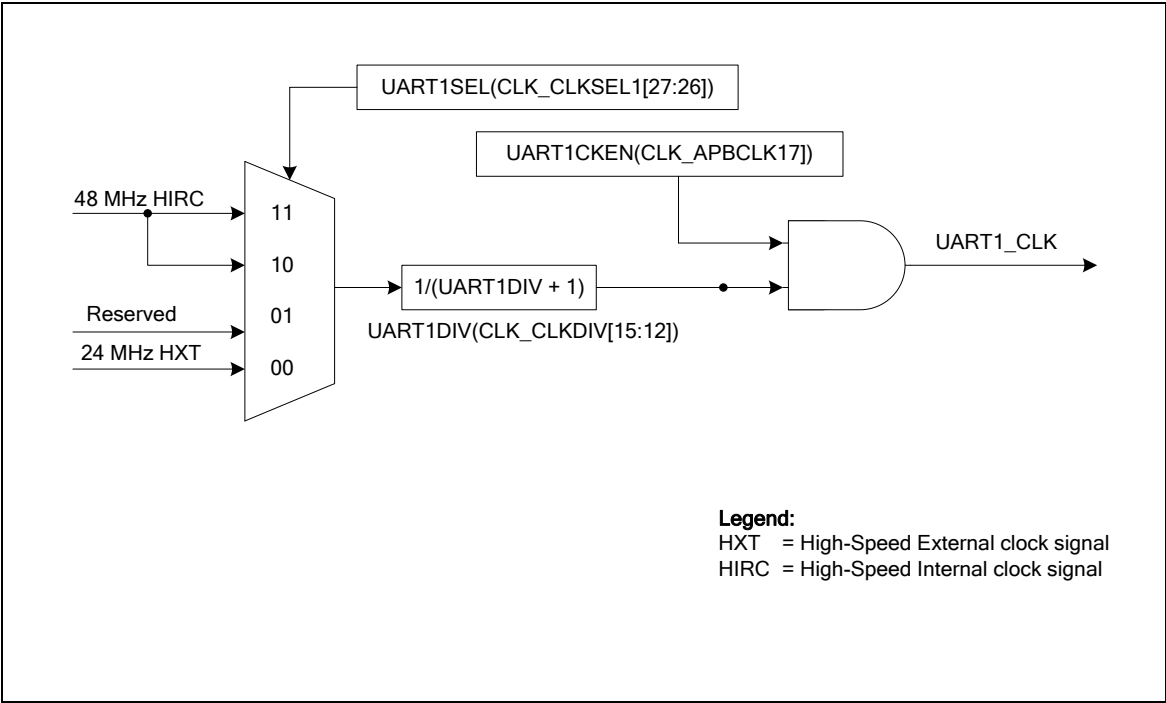 UART1SEL(CLK_CLKSEL1[27:26])
UART1CKEN(CLK_APBCLK17])
48 MHz HIRC
11
10
Reserved
01
24 MHz HXT
00
1/(UART1DIV + 1)
UART1DIV(CLK_CLKDIV[15:12])
UART1_CLK
Legend:
HXT = High-Speed External clock signal
HIRC = High-Speed Internal clock signal